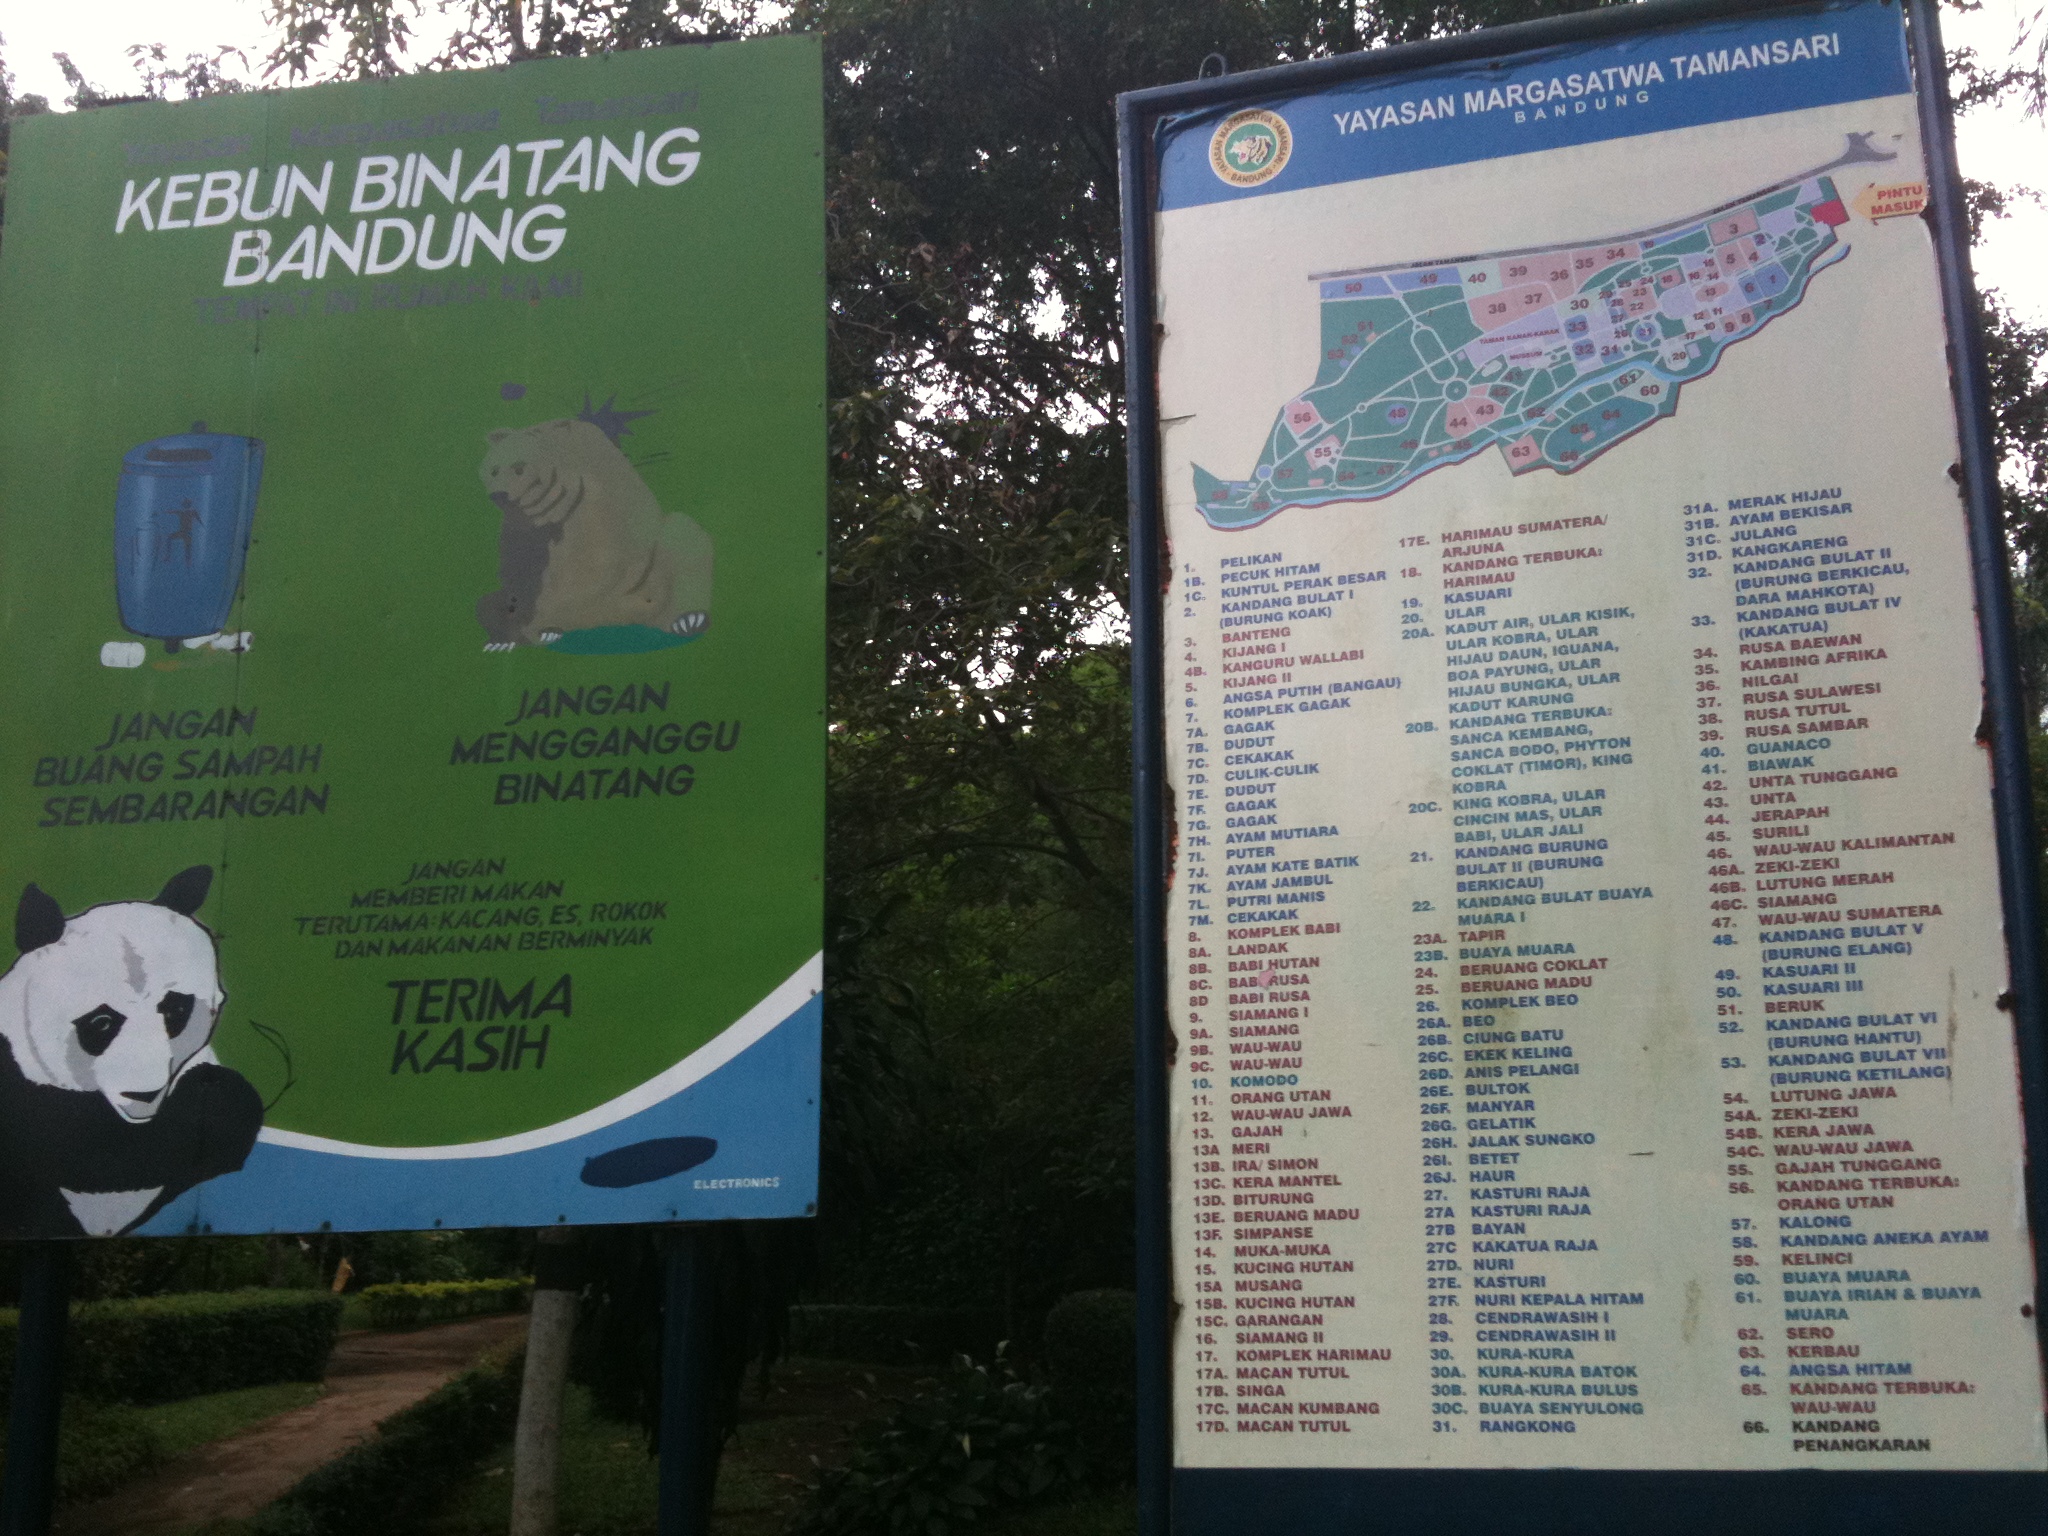 Yayasan Margasatwa Tamansari
KEBUN BINATANG
BANDUNG
TEMPAT INI RUMAH KAMI
JANGAN
BUANG SAMPAH
SEMBARANGAN
JANGAN
MENGGANGGU
BINATANG
JANGAN
MEMBERI MAKAN
TERUTAMA: KACANG, ES, ROKOK
DAN MAKANAN BERMINYAK
TERIMA
KASIH
ELECTRONICS
YAYASAN MARGASATWA TAMANSARI
BANDUNG
YAYASAN MARGASATWA TAMANSARI
BANDUNG
PINTU
MASUK
JALAN TAMANSARI
TAMAN KANAK-KANAK
MUSEUM
1. PELIKAN
1B. PECUK HITAM
1C. KUNTUL PERAK BESAR
2. KANDANG BULAT I
(BURUNG KOAK)
3. BANTENG
4. KIJANG I
4B. KANGURU WALLABI
5. KIJANG II
6. ANGSA PUTIH (BANGAU)
7. KOMPLEK GAGAK
7A. GAGAK
7B. DUDUT
7C. CEKAKAK
7D. CULIK-CULIK
7E. DUDUT
7F. GAGAK
7G. GAGAK
7H. AYAM MUTIARA
7I. PUTER
7J. AYAM KATE BATIK
7K. AYAM JAMBUL
7L. PUTRI MANIS
7M. CEKAKAK
8. KOMPLEK BABI
8A. LANDAK
8B. BABI HUTAN
8C. BABI RUSA
8D BABI RUSA
9. SIAMANG I
9A. SIAMANG
9B. WAU-WAU
9C. WAU-WAU
10. KOMODO
11. ORANG UTAN
12. WAU-WAU JAWA
13. GAJAH
13A MERI
13B. IRA/ SIMON
13C. KERA MANTEL
13D. BITURUNG
13E. BERUANG MADU
13F. SIMPANSE
14. MUKA-MUKA
15. KUCING HUTAN
15A MUSANG
15B. KUCING HUTAN
15C. GARANGAN
16. SIAMANG II
17. KOMPLEK HARIMAU
17A. MACAN TUTUL
17B. SINGA
17C. MACAN KUMBANG
17D. MACAN TUTUL
17E. HARIMAU SUMATERA/
ARJUNA
18. KANDANG TERBUKA:
HARIMAU
19. KASUARI
20. ULAR
20A. KADUT AIR, ULAR KISIK,
ULAR KOBRA, ULAR
HIJAU DAUN, IGUANA,
BOA PAYUNG, ULAR
HIJAU BUNGKA, ULAR
KADUT KARUNG
20B. KANDANG TERBUKA:
SANCA KEMBANG,
SANCA BODO, PHYTON
COKLAT (TIMOR), KING
KOBRA
20C. KING KOBRA, ULAR
CINCIN MAS, ULAR
BABI, ULAR JALI
21. KANDANG BURUNG
BULAT II (BURUNG
BERKICAU)
22. KANDANG BULAT BUAYA
MUARA I
23A. TAPIR
23B. BUAYA MUARA
24. BERUANG COKLAT
25. BERUANG MADU
26. KOMPLEK BEO
26A. BEO
26B. CIUNG BATU
26C. EKEK KELING
26D. ANIS PELANGI
26E. BULTOK
26F. MANYAR
26G. GELATIK
26H. JALAK SUNGKO
26I. BETET
26J. HAUR
27. KASTURI RAJA
27A KASTURI RAJA
27B BAYAN
27C KAKATUA RAJA
27D. NURI
27E. KASTURI
27F. NURI KEPALA HITAM
28. CENDRAWASIH I
29. CENDRAWASIH II
30. KURA-KURA
30A. KURA-KURA BATOK
30B. KURA-KURA BULUS
30C. BUAYA SENYULONG
31. RANGKONG
31A. MERAK HIJAU
31B. AYAM BEKISAR
31C. JULANG
31D. KANGKARENG
32. KANDANG BULAT II
(BURUNG BERKICAU,
DARA MAHKOTA)
33. KANDANG BULAT IV
(KAKATUA)
34. RUSA BAEWAN
35. KAMBING AFRIKA
36. NILGAI
37. RUSA SULAWESI
38. RUSA TUTUL
39. RUSA SAMBAR
40. GUANACO
41. BIAWAK
42. UNTA TUNGGANG
43. UNTA
44. JERAPAH
45. SURILI
46. WAU-WAU KALIMANTAN
46A. ZEKI-ZEKI
46B. LUTUNG MERAH
46C. SIAMANG
47. WAU-WAU SUMATERA
48. KANDANG BULAT V
(BURUNG ELANG)
49. KASUARI II
50. KASUARI III
51. BERUK
52. KANDANG BULAT VI
(BURUNG HANTU)
53. KANDANG BULAT VII
(BURUNG KETILANG)
54. LUTUNG JAWA
54A. ZEKI-ZEKI
54B. KERA JAWA
54C. WAU-WAU JAWA
55. GAJAH TUNGGANG
56. KANDANG TERBUKA:
ORANG UTAN
57. KALONG
58. KANDANG ANEKA AYAM
59. KELINCI
60. BUAYA MUARA
61. BUAYA IRIAN & BUAYA
MUARA
62. SERO
63. KERBAU
64. ANGSA HITAM
65. KANDANG TERBUKA:
WAU-WAU
66. KANDANG
PENANGKARAN